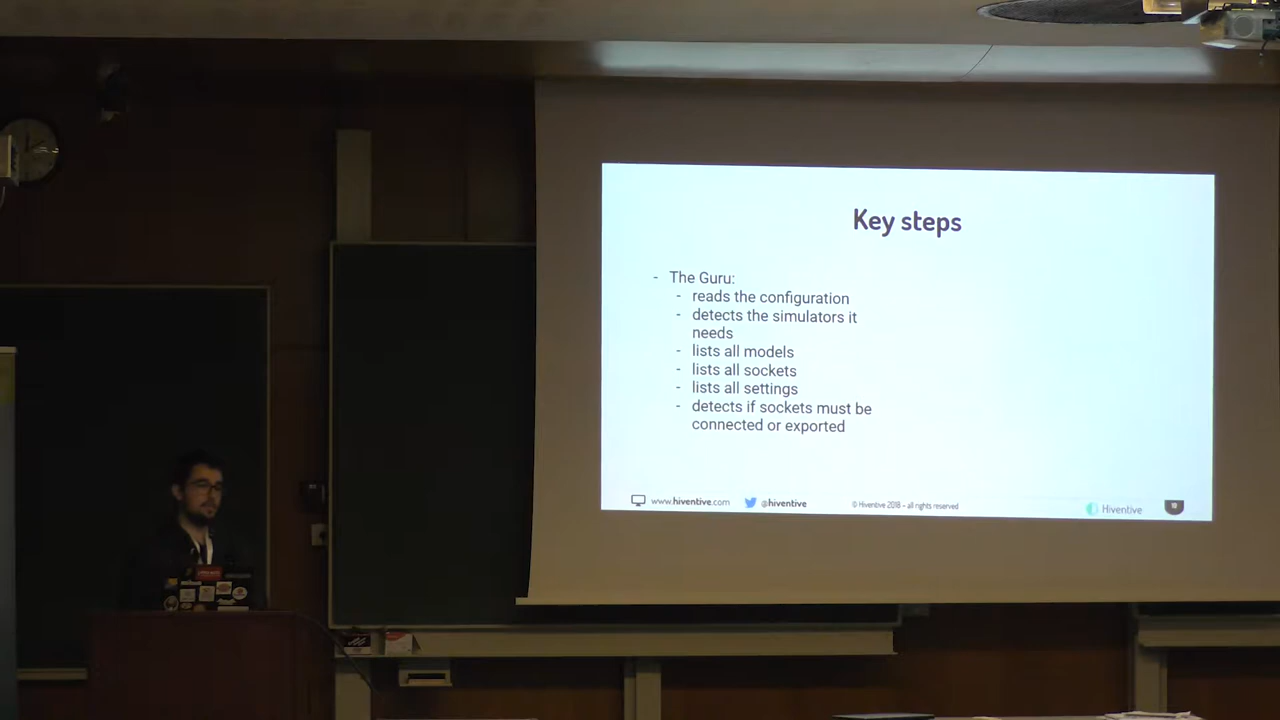 Key steps
- The Guru:
- reads the configuration
- detects the simulators it
needs
- lists all models
- lists all sockets
- lists all settings
- detects if sockets must be
connected or exported
www.hiventive.com @hiventive © Hiventive 2018 – all rights reserved Hiventive